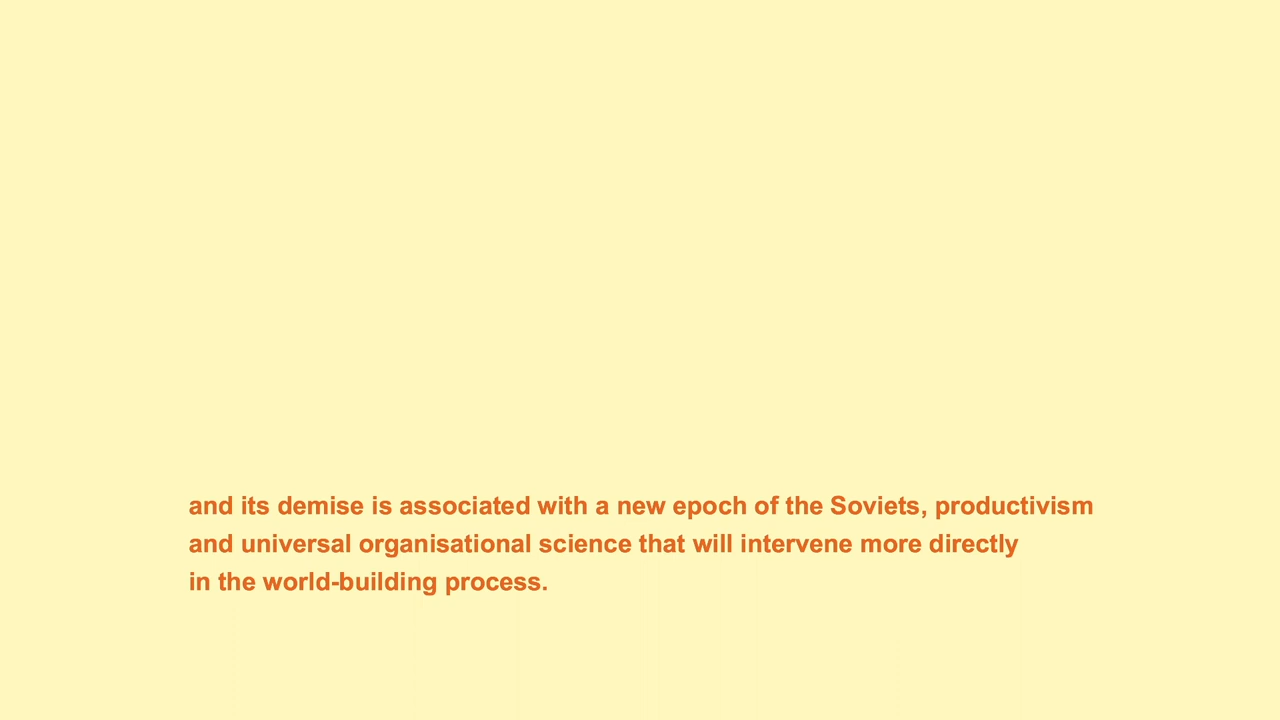 and its demise is associated with a new epoch of the Soviets, productivism
and universal organisational science that will intervene more directly
in the world-building process.